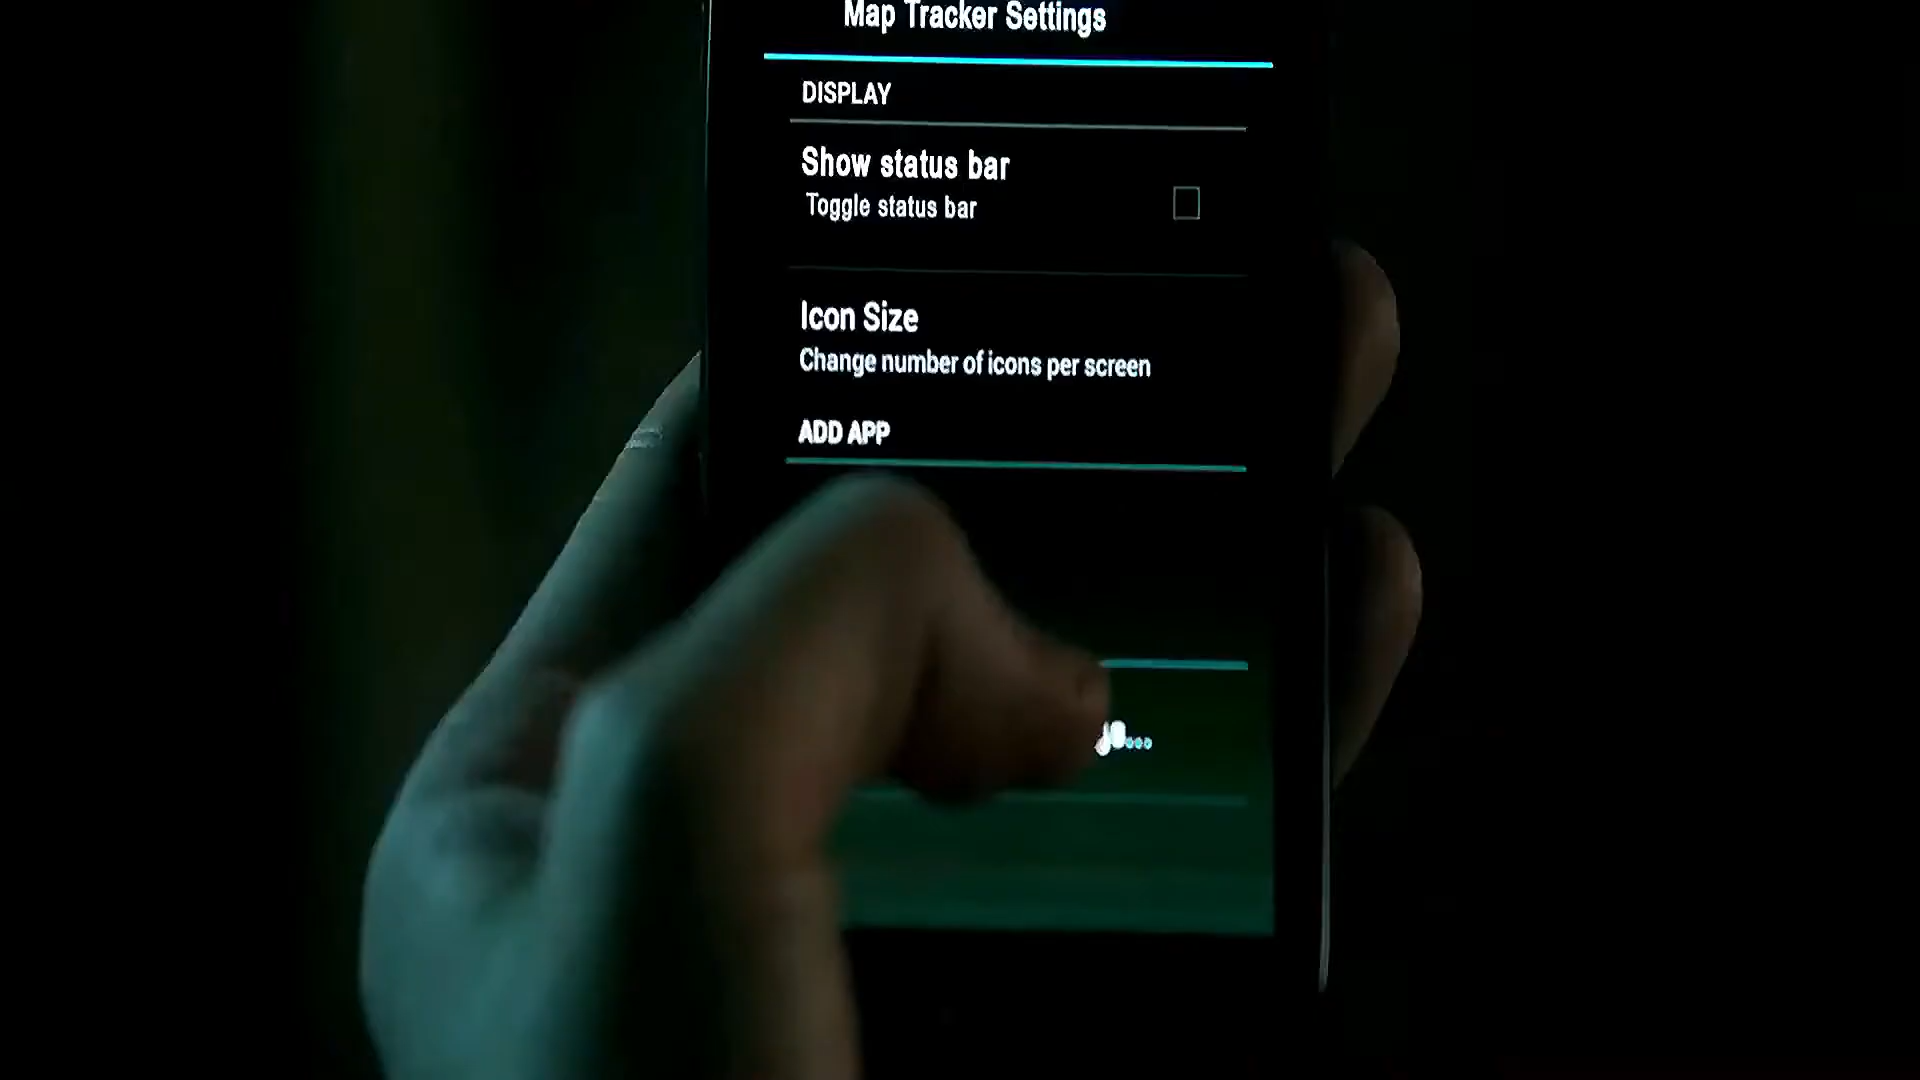 Map Tracker Settings
DISPLAY
Show status bar
Toggle status bar
Icon Size
Change number of icons per screen
ADD APP